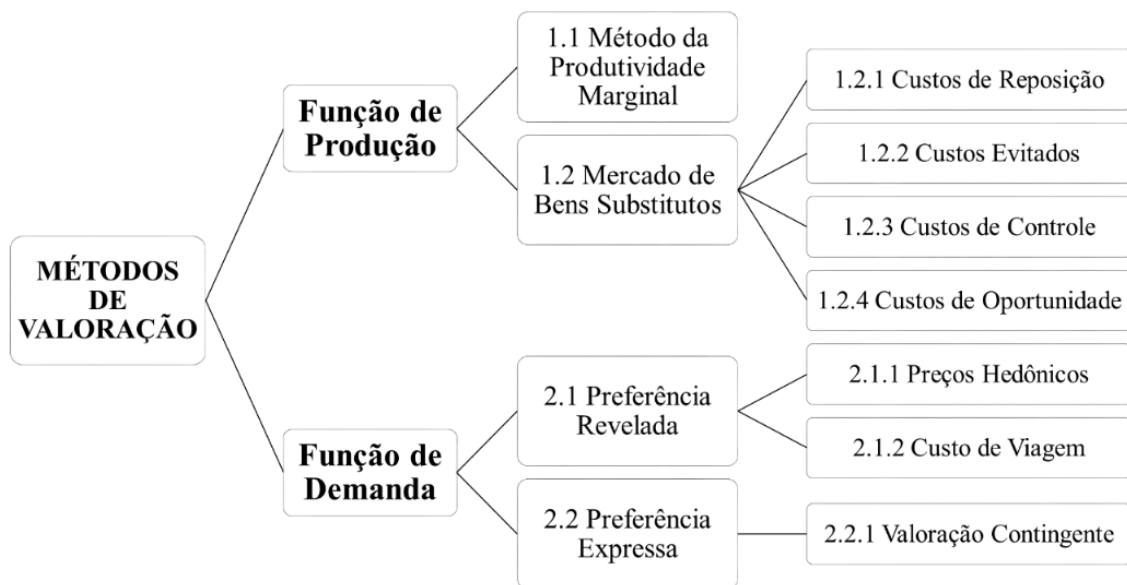 MÉTODOS
DE
VALORAÇÃO
Função de
Produção
1.1 Método da
Produtividade
Marginal
1.2 Mercado de
Bens Substitutos
1.2.1 Custos de Reposição
1.2.2 Custos Evitados
1.2.3 Custos de Controle
1.2.4 Custos de Oportunidade
Função de
Demanda
2.1 Preferência
Revelada
2.1.1 Preços Hedônicos
2.1.2 Custo de Viagem
2.2 Preferência
Expressa
2.2.1 Valoração Contingente